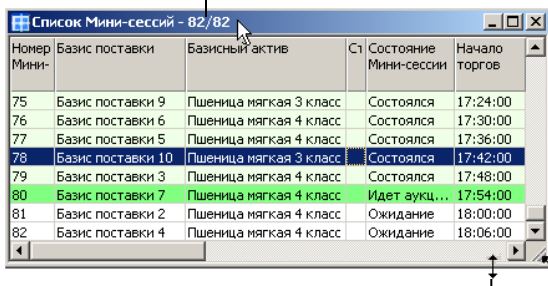 Список Мини-сессий - 82/82
Номер Мини- Базис поставки Базисный актив Ст Состояние Мини-сессии Начало торгов
75 Базис поставки 9 Пшеница мягкая 3 класс Состоялся 17:24:00
76 Базис поставки 6 Пшеница мягкая 4 класс Состоялся 17:30:00
77 Базис поставки 5 Пшеница мягкая 4 класс Состоялся 17:36:00
78 Базис поставки 10 Пшеница мягкая 3 класс Состоялся 17:42:00
79 Базис поставки 3 Пшеница мягкая 4 класс Состоялся 17:48:00
80 Базис поставки 7 Пшеница мягкая 4 класс Идет аукц... 17:54:00
81 Базис поставки 2 Пшеница мягкая 4 класс Ожидание 18:00:00
82 Базис поставки 4 Пшеница мягкая 4 класс Ожидание 18:06:00